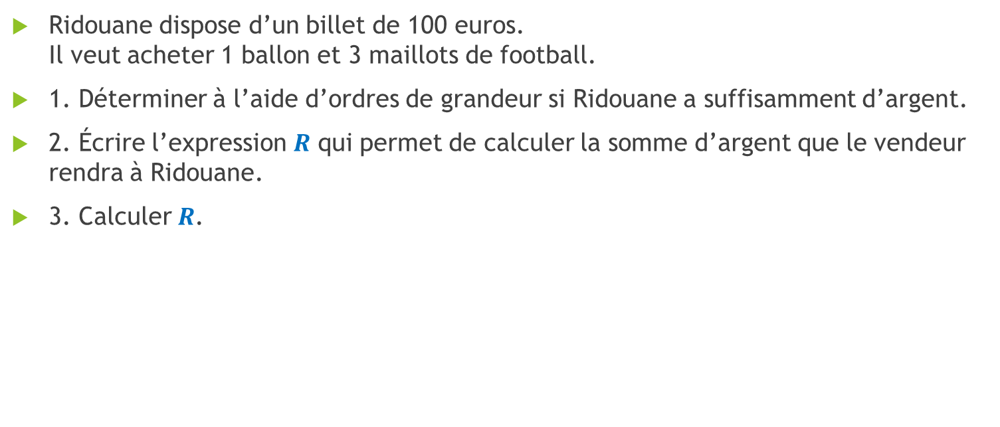 Ridouane dispose d’un billet de 100 euros.
Il veut acheter 1 ballon et 3 maillots de football.
1. Déterminer à l’aide d’ordres de grandeur si Ridouane a suffisamment d’argent.
2. Écrire l’expression R qui permet de calculer la somme d’argent que le vendeur
rendra à Ridouane.
3. Calculer R.